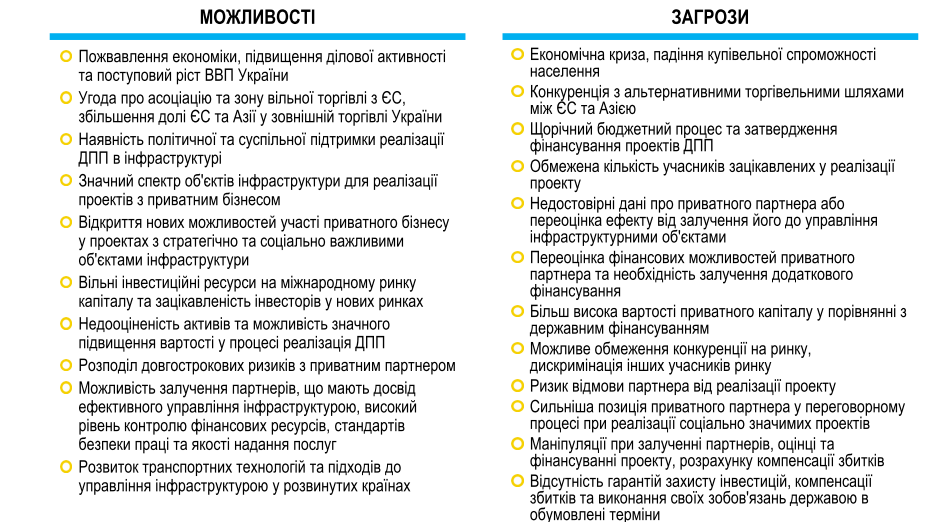 МОЖЛИВОСТІ
Пожвавлення економіки, підвищення ділової активності
та поступовий ріст ВВП України
Угода про асоціацію та зону вільної торгівлі з ЄС,
збільшення долі ЄС та Азії у зовнішній торгівлі України
Наявність політичної та суспільної підтримки реалізації
ДПП в інфраструктурі
Значний спектр об'єктів інфраструктури для реалізації
проектів з приватним бізнесом
Відкриття нових можливостей участі приватного бізнесу
у проектах з стратегічно та соціально важливими
об'єктами інфраструктури
Вільні інвестиційні ресурси на міжнародному ринку
капіталу та зацікавленість інвесторів у нових ринках
Недооціненість активів та можливість значного
підвищення вартості у процесі реалізація ДПП
Розподіл довгострокових ризиків з приватним партнером
Можливість залучення партнерів, що мають досвід
ефективного управління інфраструктурою, високий
рівень контролю фінансових ресурсів, стандартів
безпеки праці та якості надання послуг
Розвиток транспортних технологій та підходів до
управління інфраструктурою у розвинутих країнах
ЗАГРОЗИ
Економічна криза, падіння купівельної спроможності
населення
Конкуренція з альтернативними торгівельними шляхами
між ЄС та Азією
Щорічний бюджетний процес та затвердження
фінансування проектів ДПП
Обмежена кількість учасників зацікавлених у реалізації
проекту
Недостовірні дані про приватного партнера або
переоцінка ефекту від залучення його до управління
інфраструктурними об'єктами
Переоцінка фінансових можливостей приватного
партнера та необхідність залучення додаткового
фінансування
Більш висока вартості приватного капіталу у порівнянні з
державним фінансуванням
Можливе обмеження конкуренції на ринку,
дискримінація інших учасників ринку
Ризик відмови партнера від реалізації проекту
Сильніша позиція приватного партнера у переговорному
процесі при реалізації соціально значимих проектів
Маніпуляції при залученні партнерів, оцінці та
фінансуванні проекту, розрахунку компенсації збитків
Відсутність гарантій захисту інвестицій, компенсації
збитків та виконання своїх зобов'язань державою в
обумовлені терміни